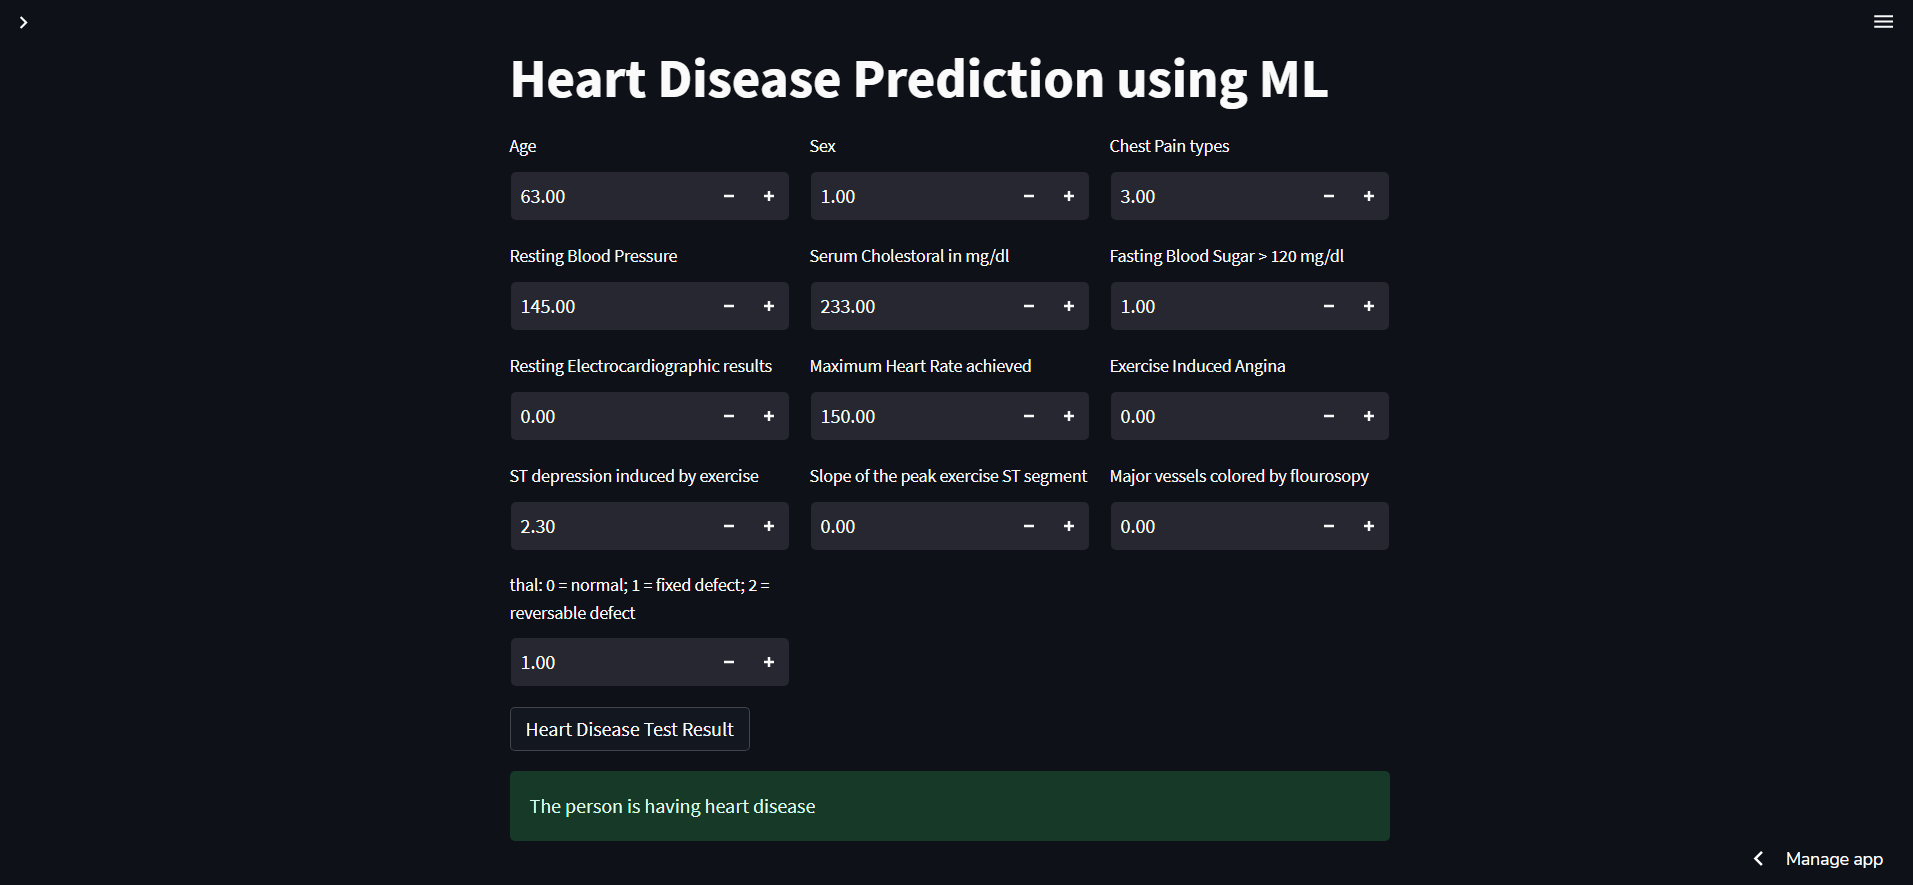 Heart Disease Prediction using ML
Age
Sex
Chest Pain types
63.00
1.00
3.00
Resting Blood Pressure
Serum Cholestoral in mg/dl
Fasting Blood Sugar > 120 mg/dl
145.00
233.00
1.00
Resting Electrocardiographic results
Maximum Heart Rate achieved
Exercise Induced Angina
0.00
150.00
0.00
ST depression induced by exercise
Slope of the peak exercise ST segment
Major vessels colored by flourosopy
2.30
0.00
0.00
thal: 0 = normal; 1 = fixed defect; 2 =
reversable defect
1.00
Heart Disease Test Result
The person is having heart disease
Manage app